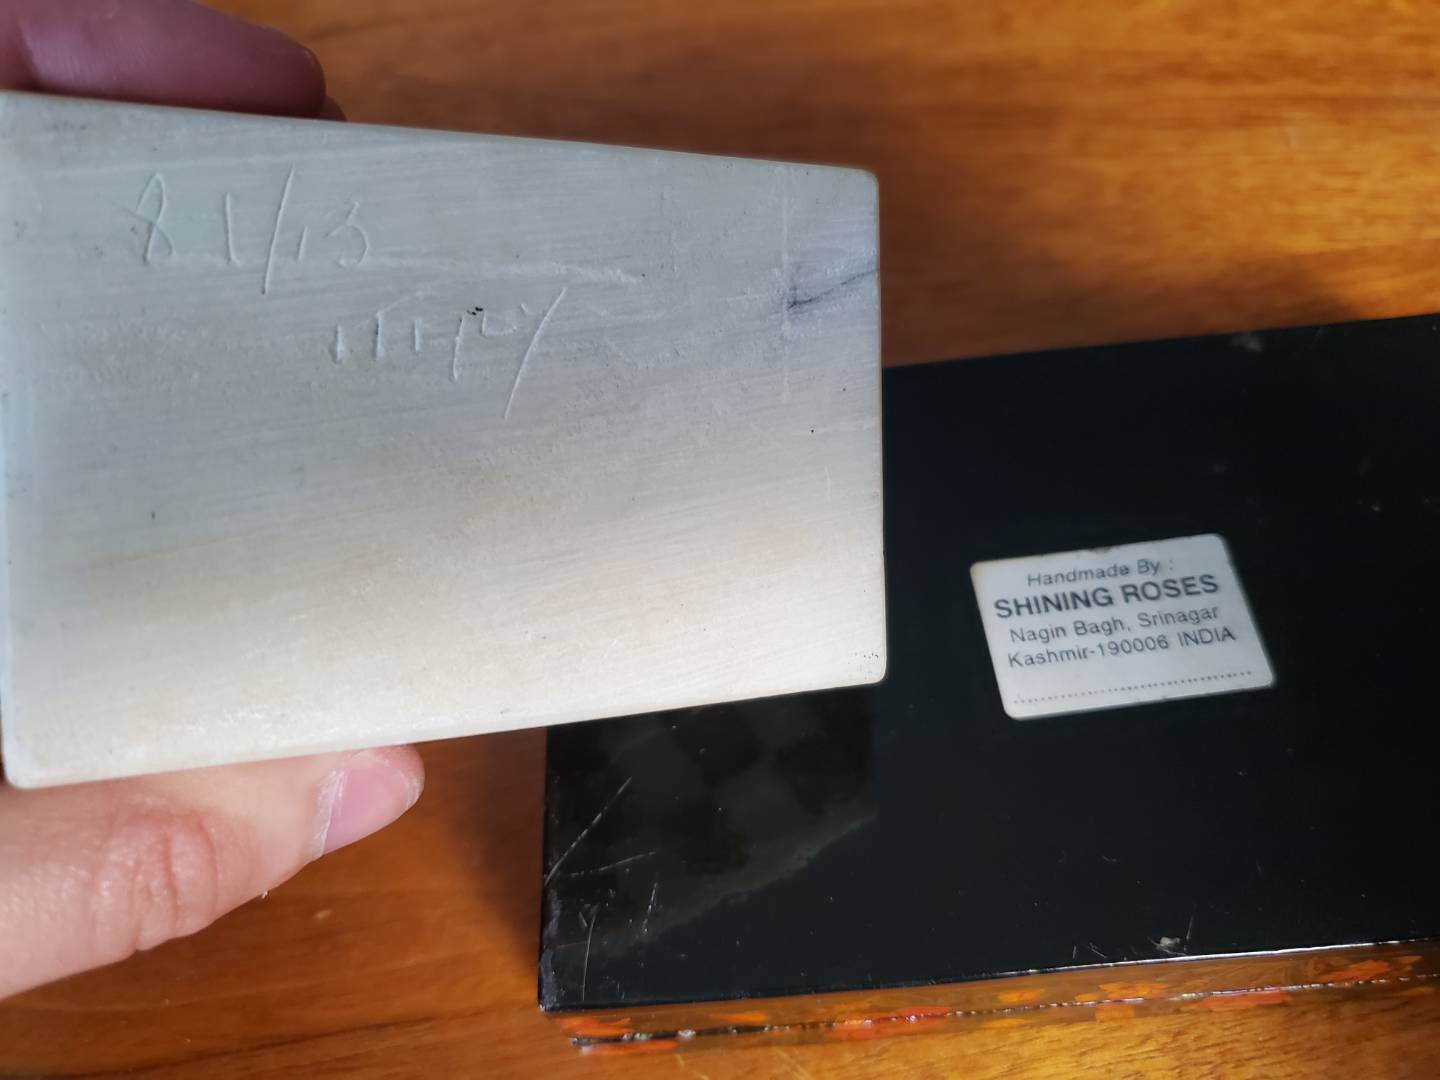 81/13
Handmade By :
SHINING ROSES
Nagin Bagh, Srinagar
Kashmir-190006 INDIA